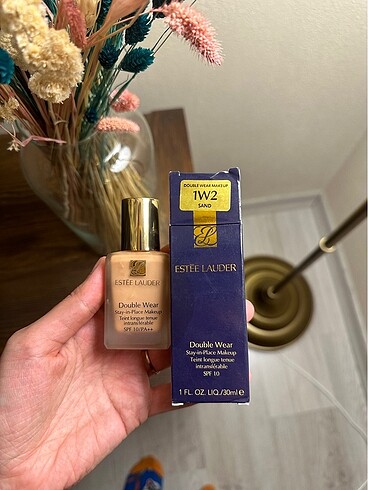 ESTĒE LAUDER
Double Wear
Stay-in-Place Makeup
Teint longue tenue
intransférable
SPF 10/PA++
DOUBLE WEAR MAKEUP
1W2
SAND
ESTĒE LAUDER
Double Wear
Stay-in-Place Makeup
Teint longue tenue
intransférable
SPF 10
1 FL. OZ. LIQ./30ml e